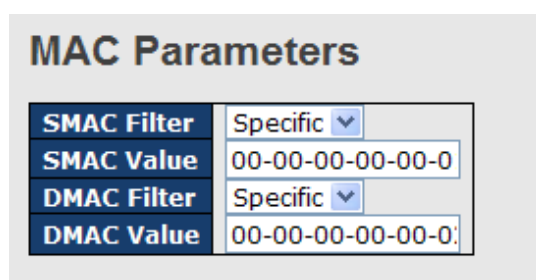 MAC Parameters
SMAC Filter Specific
SMAC Value 00-00-00-00-00-0
DMAC Filter Specific
DMAC Value 00-00-00-00-00-0